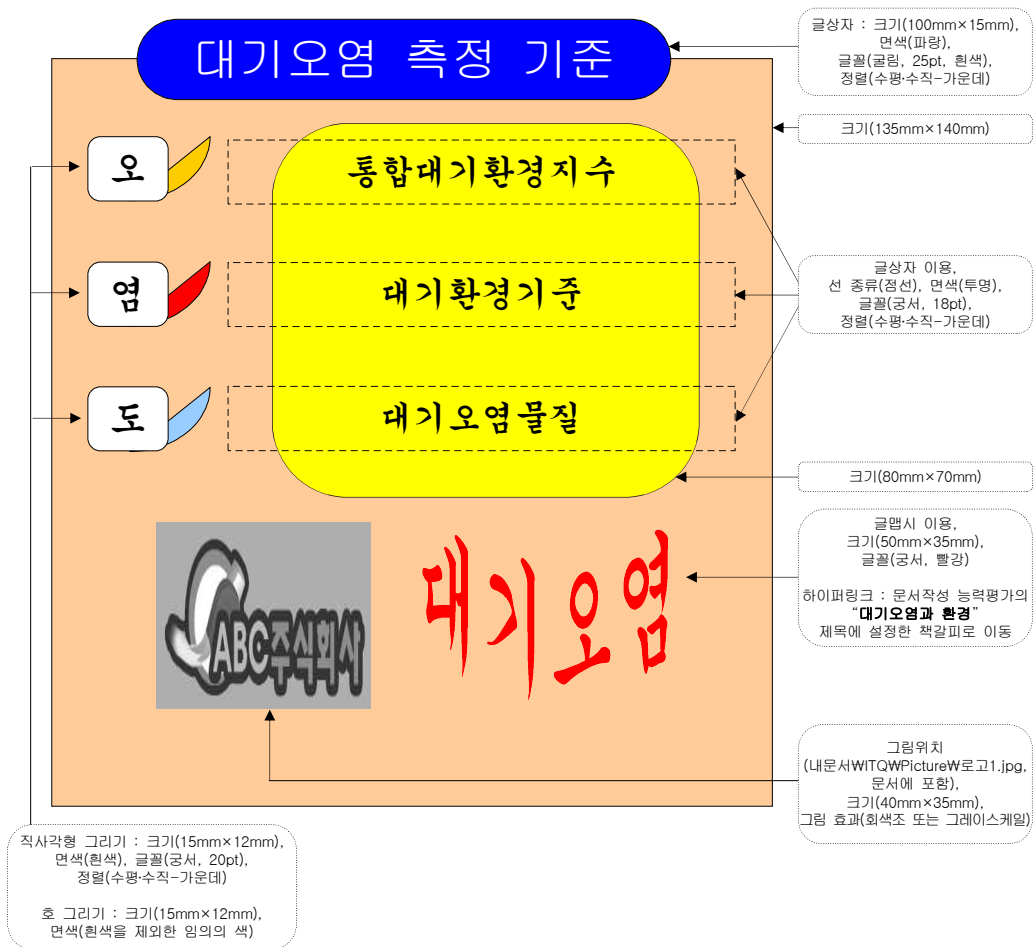 대기오염 측정 기준
글상자 : 크기(100mm×15mm),
면색(파랑),
글꼴(굴림, 25pt, 흰색),
정렬(수평·수직-가운데)
크기(135mm×140mm)
오
통합대기환경지수
염
대기환경기준
글상자 이용,
선 종류(점선), 면색(투명),
글꼴(궁서, 18pt),
정렬(수평·수직-가운데)
도
대기오염물질
크기(80mm×70mm)
글맵시 이용,
크기(50mm×35mm),
글꼴(궁서, 빨강)
하이퍼링크 : 문서작성 능력평가의
“대기오염과 환경”
제목에 설정한 책갈피로 이동
ABC주식회사
대기오염
그림위치
(내문서₩ITQ₩Picture₩로고1.jpg,
문서에 포함),
크기(40mm×35mm),
그림 효과(회색조 또는 그레이스케일)
직사각형 그리기 : 크기(15mm×12mm),
면색(흰색), 글꼴(궁서, 20pt),
정렬(수평·수직-가운데)
호 그리기 : 크기(15mm×12mm),
면색(흰색을 제외한 임의의 색)